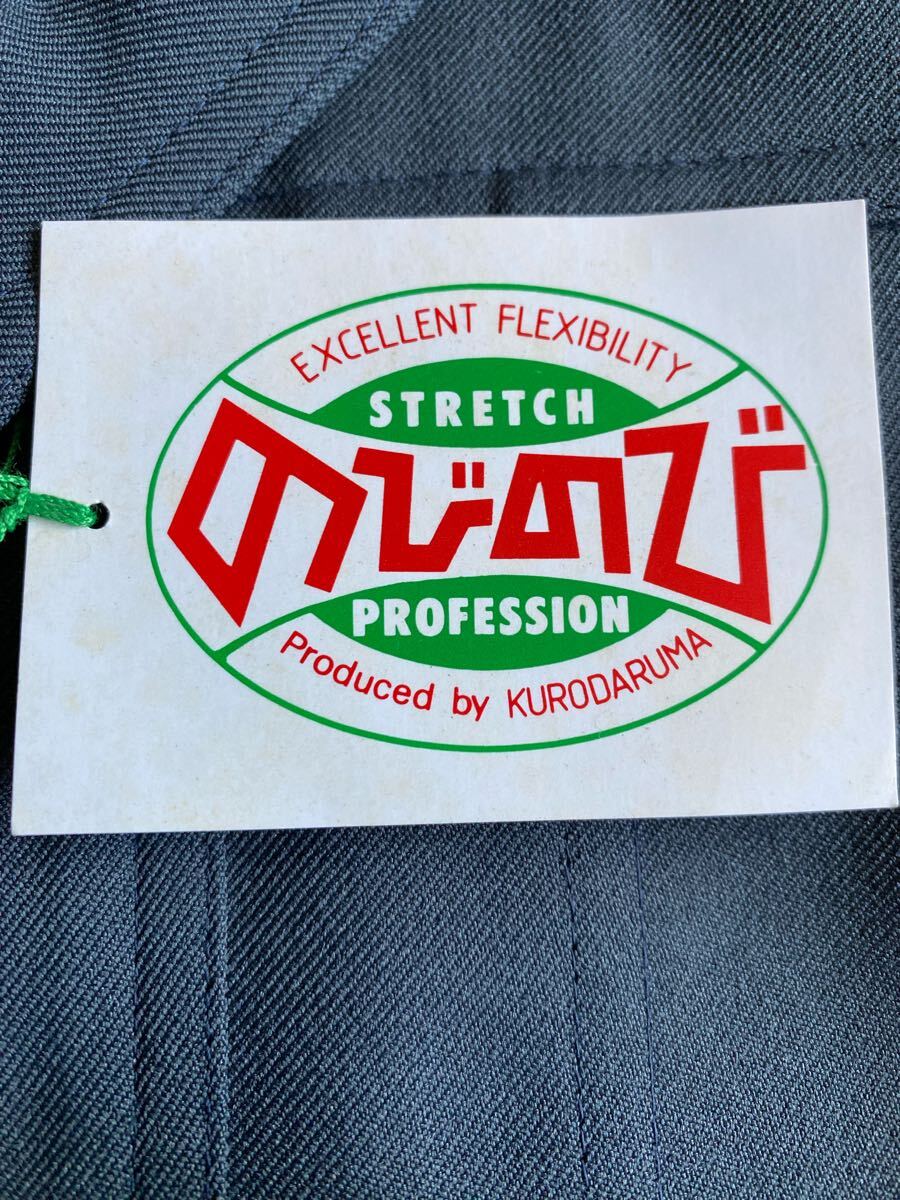 EXCELLENT FLEXIBILITY
STRETCH
のびのび
PROFESSION
Produced by KURODARUMA